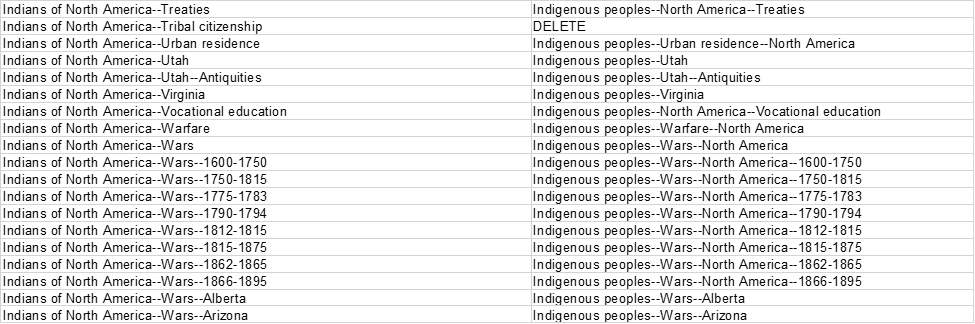 Indians of North America--Treaties Indigenous peoples--North America--Treaties
Indians of North America--Tribal citizenship DELETE
Indians of North America--Urban residence Indigenous peoples--Urban residence--North America
Indians of North America--Utah Indigenous peoples--Utah
Indians of North America--Utah--Antiquities Indigenous peoples--Utah--Antiquities
Indians of North America--Virginia Indigenous peoples--Virginia
Indians of North America--Vocational education Indigenous peoples--North America--Vocational education
Indians of North America--Warfare Indigenous peoples--Warfare--North America
Indians of North America--Wars Indigenous peoples--Wars--North America
Indians of North America--Wars--1600-1750 Indigenous peoples--Wars--North America--1600-1750
Indians of North America--Wars--1750-1815 Indigenous peoples--Wars--North America--1750-1815
Indians of North America--Wars--1775-1783 Indigenous peoples--Wars--North America--1775-1783
Indians of North America--Wars--1790-1794 Indigenous peoples--Wars--North America--1790-1794
Indians of North America--Wars--1812-1815 Indigenous peoples--Wars--North America--1812-1815
Indians of North America--Wars--1815-1875 Indigenous peoples--Wars--North America--1815-1875
Indians of North America--Wars--1862-1865 Indigenous peoples--Wars--North America--1862-1865
Indians of North America--Wars--1866-1895 Indigenous peoples--Wars--North America--1866-1895
Indians of North America--Wars--Alberta Indigenous peoples--Wars--Alberta
Indians of North America--Wars--Arizona Indigenous peoples--Wars--Arizona